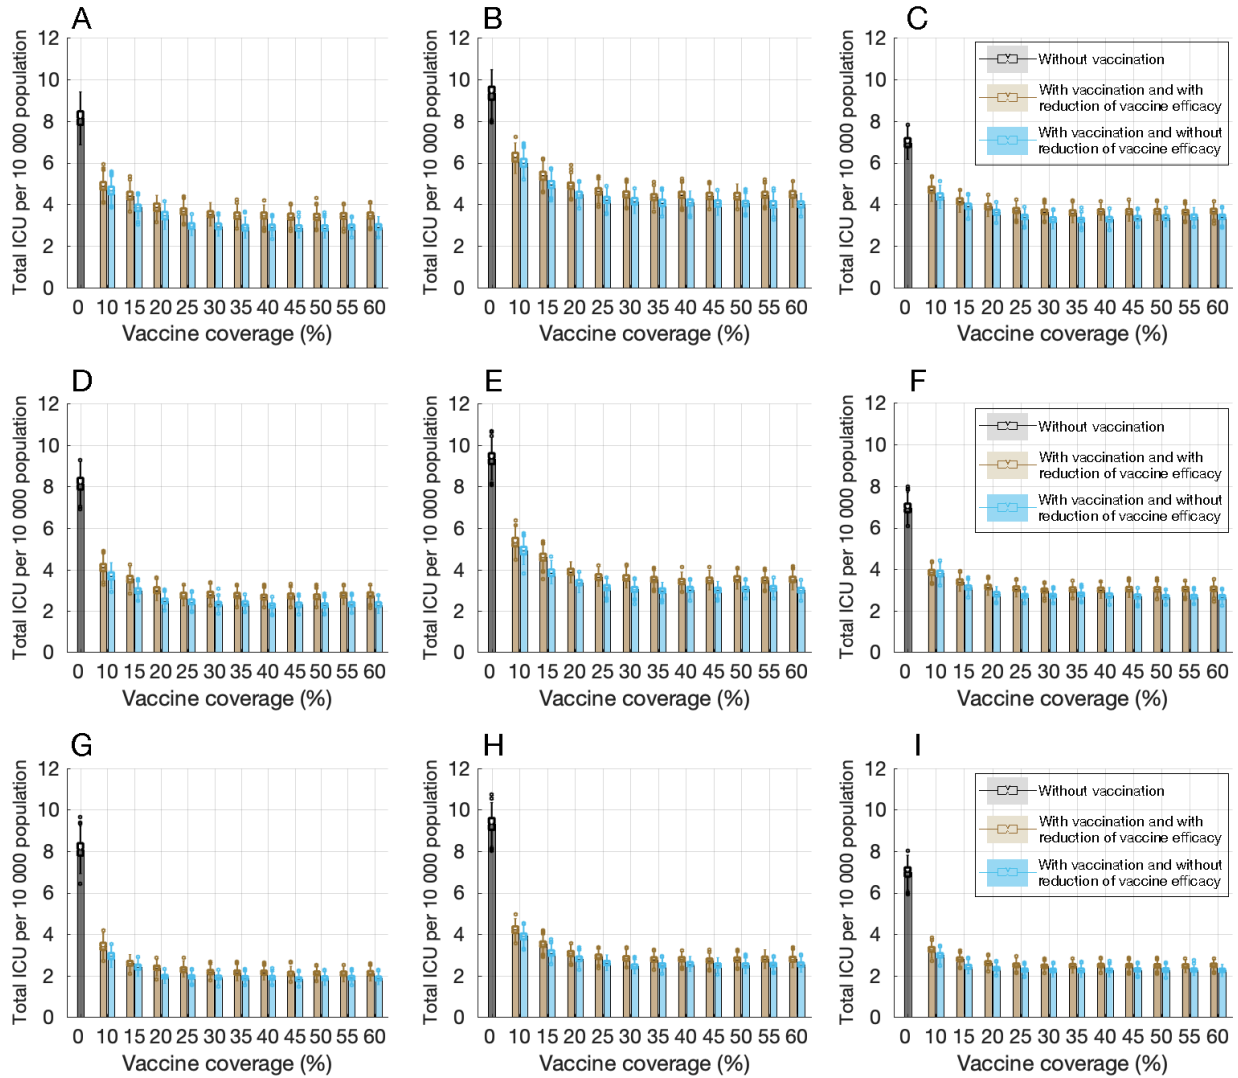 A
B
C
Total ICU per 10 000 population
12
10
8
6
4
2
0
0 10 15 20 25 30 35 40 45 50 55 60
Vaccine coverage (%)
Total ICU per 10 000 population
12
10
8
6
4
2
0
0 10 15 20 25 30 35 40 45 50 55 60
Vaccine coverage (%)
Total ICU per 10 000 population
12
10
8
6
4
2
0
0 10 15 20 25 30 35 40 45 50 55 60
Vaccine coverage (%)
Without vaccination
With vaccination and with
reduction of vaccine efficacy
With vaccination and without
reduction of vaccine efficacy
D
E
F
Total ICU per 10 000 population
12
10
8
6
4
2
0
0 10 15 20 25 30 35 40 45 50 55 60
Vaccine coverage (%)
Total ICU per 10 000 population
12
10
8
6
4
2
0
0 10 15 20 25 30 35 40 45 50 55 60
Vaccine coverage (%)
Total ICU per 10 000 population
12
10
8
6
4
2
0
0 10 15 20 25 30 35 40 45 50 55 60
Vaccine coverage (%)
Without vaccination
With vaccination and with
reduction of vaccine efficacy
With vaccination and without
reduction of vaccine efficacy
G
H
I
Total ICU per 10 000 population
12
10
8
6
4
2
0
0 10 15 20 25 30 35 40 45 50 55 60
Vaccine coverage (%)
Total ICU per 10 000 population
12
10
8
6
4
2
0
0 10 15 20 25 30 35 40 45 50 55 60
Vaccine coverage (%)
Total ICU per 10 000 population
12
10
8
6
4
2
0
0 10 15 20 25 30 35 40 45 50 55 60
Vaccine coverage (%)
Without vaccination
With vaccination and with
reduction of vaccine efficacy
With vaccination and without
reduction of vaccine efficacy